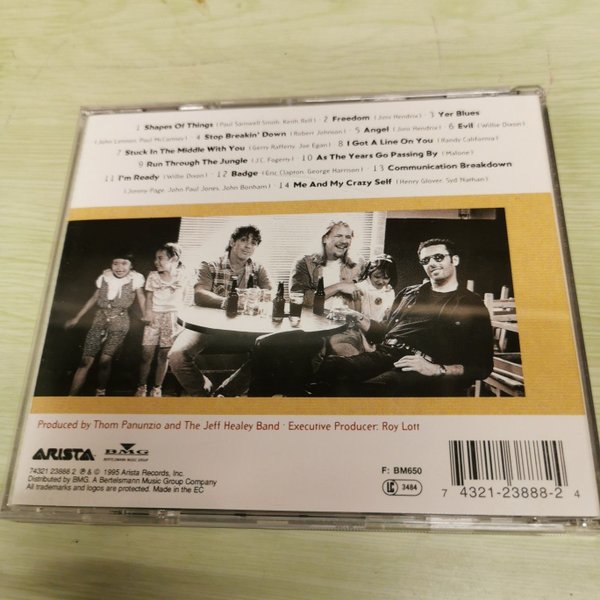 1 Shapes Of Things (Paul Samwell-Smith, Keith Relf) · 2 Freedom (Jimi Hendrix) · 3 Yer Blues
(John Lennon, Paul McCartney) · 4 Stop Breakin' Down (Robert Johnson) · 5 Angel (Jimi Hendrix) · 6 Evil (Willie Dixon)
7 Stuck In The Middle With You (Gerry Rafferty, Joe Egan) · 8 I Got A Line On You (Randy California)
9 Run Through The Jungle (J.C. Fogerty) · 10 As The Years Go Passing By (Malone)
11 I'm Ready (Willie Dixon) · 12 Badge (Eric Clapton, George Harrison) · 13 Communication Breakdown
(Jimmy Page, John Paul Jones, John Bonham) · 14 Me And My Crazy Self (Henry Glover, Syd Nathan)
Produced by Thom Panunzio and The Jeff Healey Band · Executive Producer: Roy Lott
ARISTA BMG
BERTELSMANN MUSIC GROUP
74321 23888 2 ℗ & © 1995 Arista Records, Inc.
Distributed by BMG. A Bertelsmann Music Group Company
All trademarks and logos are protected. Made in the EC
F: BM650
LC 3484
7 4321-23888-2 4